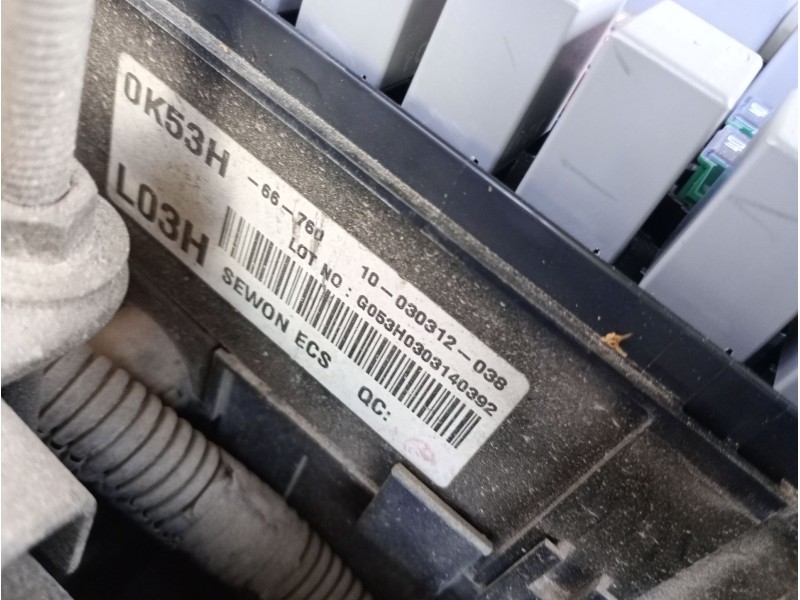 0K53H -66-760 10-030312-038
LOT NO : G053H0303140392
L03H
SEWON ECS QC: